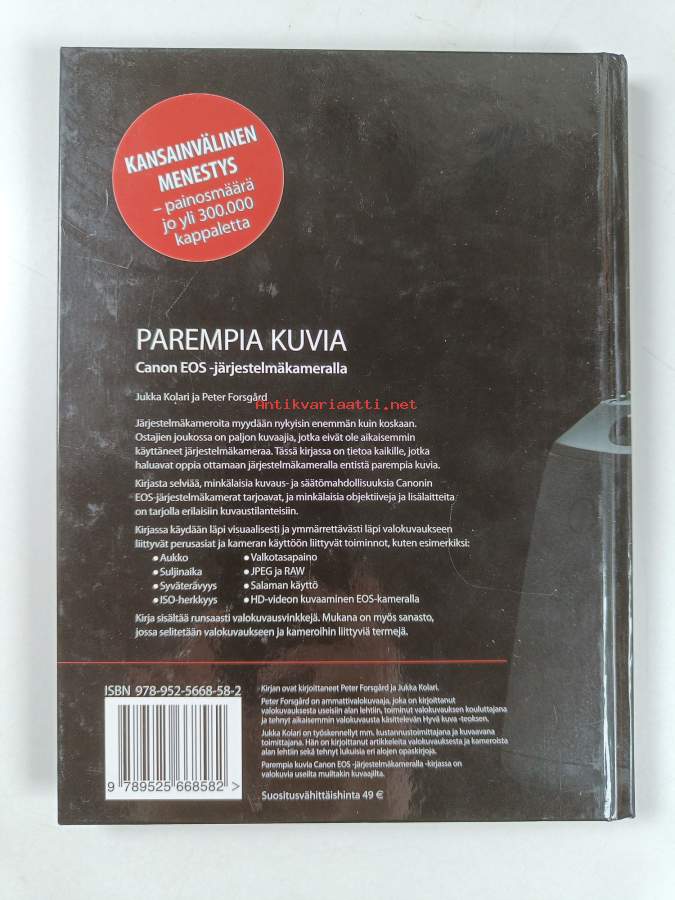 KANSAINVÄLINEN
MENESTYS
– painosmäärä
jo yli 300.000
kappaletta
PAREMPIA KUVIA
Canon EOS -järjestelmäkameralla
Jukka Kolari ja Peter Forsgård
Antikvariaatti.net
Järjestelmäkameroita myydään nykyisin enemmän kuin koskaan.
Ostajien joukossa on paljon kuvaajia, jotka eivät ole aikaisemmin
käyttäneet järjestelmäkameraa. Tässä kirjassa on tietoa kaikille, jotka
haluavat oppia ottamaan järjestelmäkameralla entistä parempia kuvia.
Kirjasta selviää, minkälaisia kuvaus- ja säätömahdollisuuksia Canonin
EOS-järjestelmäkamerat tarjoavat, ja minkälaisia objektiiveja ja lisälaitteita
on tarjolla erilaisiin kuvaustilanteisiin.
Kirjassa käydään läpi visuaalisesti ja ymmärrettävästi läpi valokuvaukseen
liittyvät perusasiat ja kameran käyttöön liittyvät toiminnot, kuten esimerkiksi:
• Aukko
• Suljinaika
• Syväterävyys
• ISO-herkkyys
• Valkotasapaino
• JPEG ja RAW
• Salaman käyttö
• HD-videon kuvaaminen EOS-kameralla
Kirja sisältää runsaasti valokuvausvinkkejä. Mukana on myös sanasto,
jossa selitetään valokuvaukseen ja kameroihin liittyviä termejä.
ISBN 978-952-5668-58-2
9 789525 668582 >
Kirjan ovat kirjoittaneet Peter Forsgård ja Jukka Kolari.
Peter Forsgård on ammattivalokuvaaja, joka on kirjoittanut
valokuvauksesta useisiin alan lehtiin, toiminut valokuvauksen kouluttajana
ja tehnyt aikaisemmin valokuvausta käsittelevän Hyvä kuva -teoksen.
Jukka Kolari on työskennellyt mm. kustannustoimittajana ja kuvaavana
toimittajana. Hän on kirjoittanut artikkeleita valokuvauksesta ja kameroista
alan lehtiin sekä tehnyt lukuisia eri alojen opaskirjoja.
Parempia kuvia Canon EOS -järjestelmäkameralla -kirjassa on
valokuvia useilta muiltakin kuvaajilta.
Suositusvähittäishinta 49 €